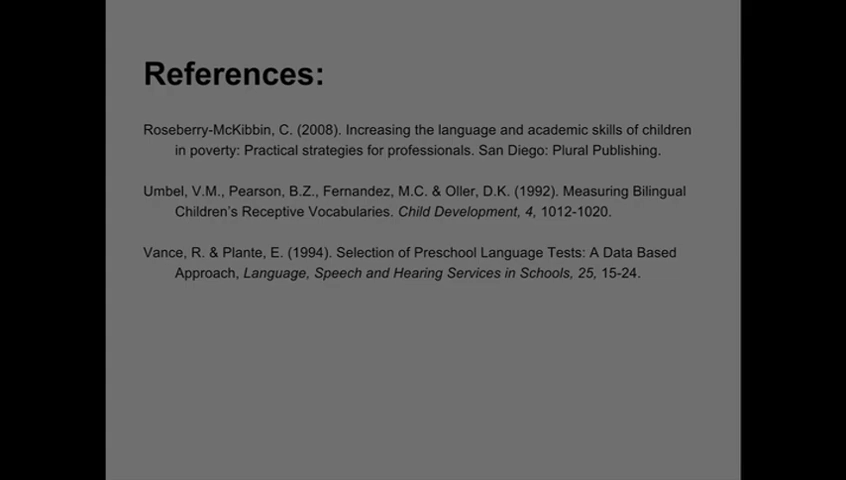 References:
Roseberry-McKibbin, C. (2008). Increasing the language and academic skills of children
in poverty: Practical strategies for professionals. San Diego: Plural Publishing.
Umbel, V.M., Pearson, B.Z., Fernandez, M.C. & Oller, D.K. (1992). Measuring Bilingual
Children’s Receptive Vocabularies. Child Development, 4, 1012-1020.
Vance, R. & Plante, E. (1994). Selection of Preschool Language Tests: A Data Based
Approach, Language, Speech and Hearing Services in Schools, 25, 15-24.